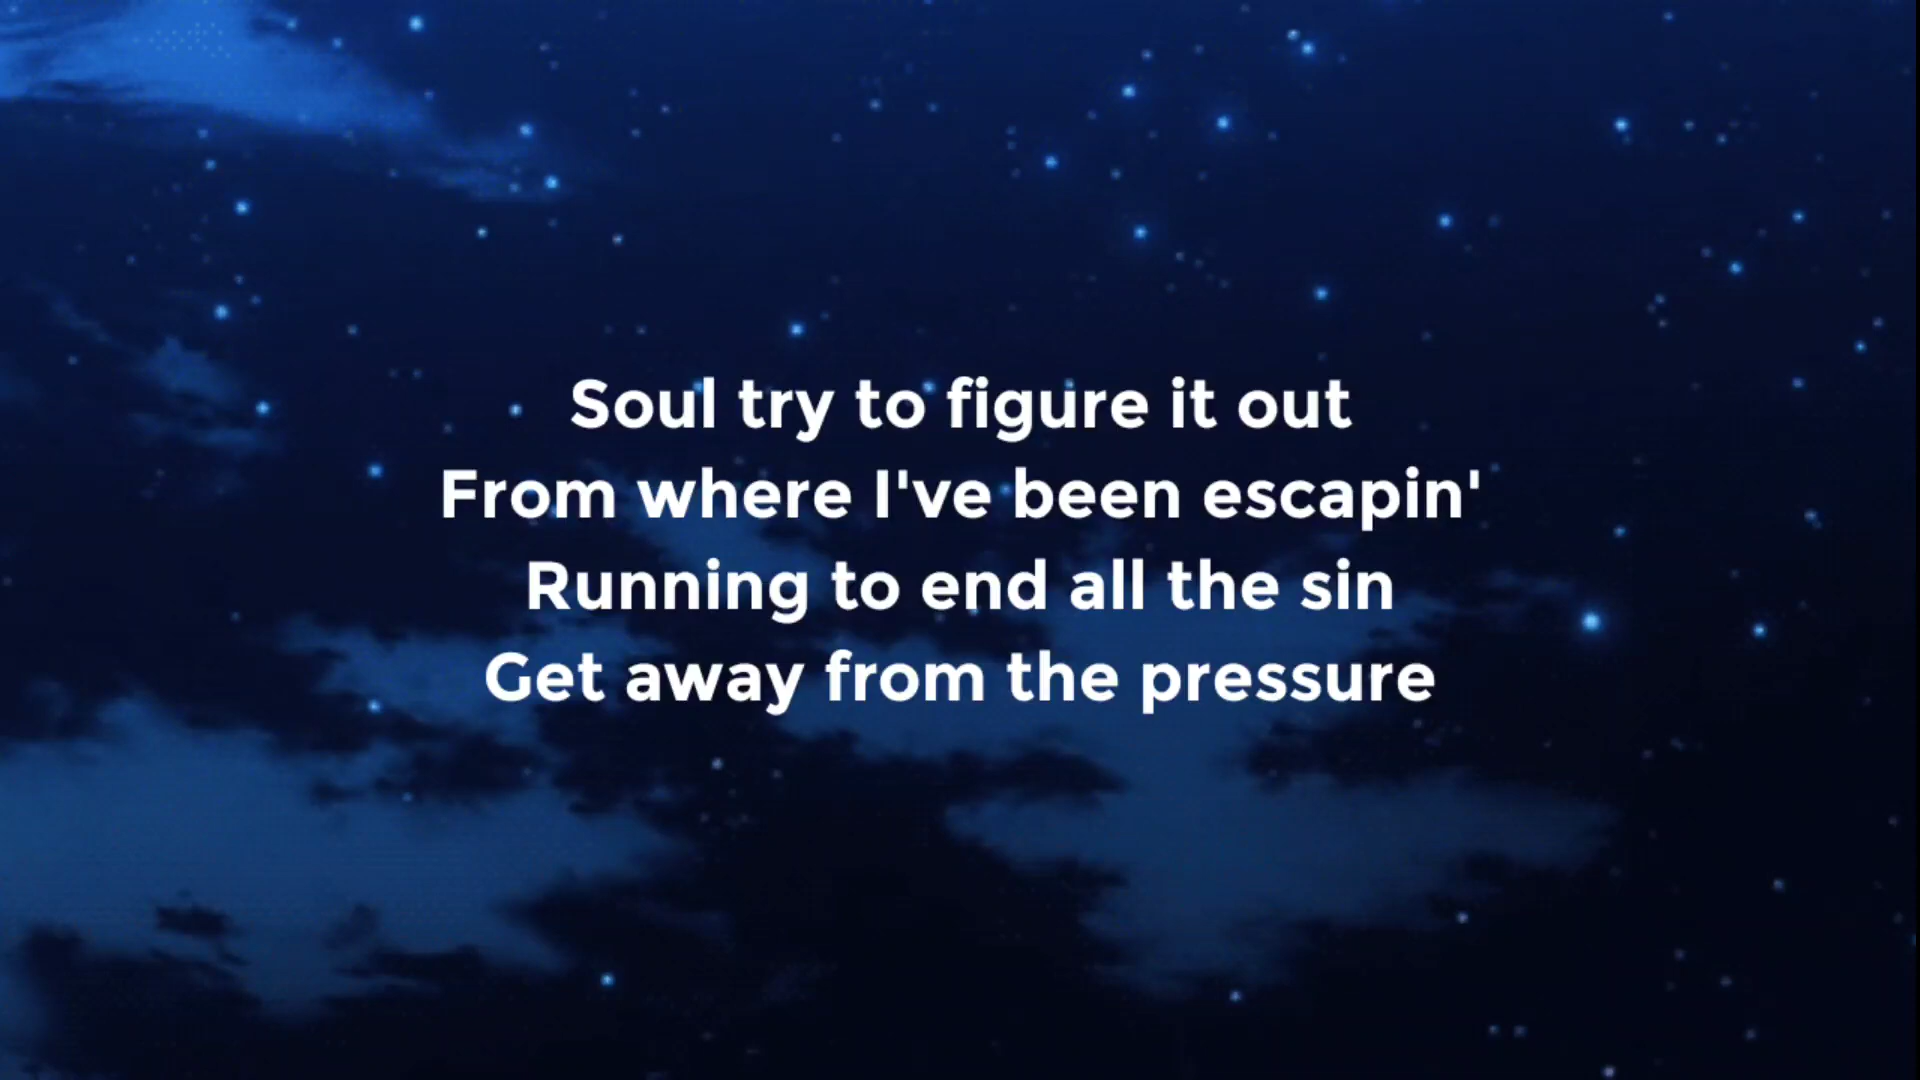 Soul try to figure it out
From where I've been escapin'
Running to end all the sin
Get away from the pressure